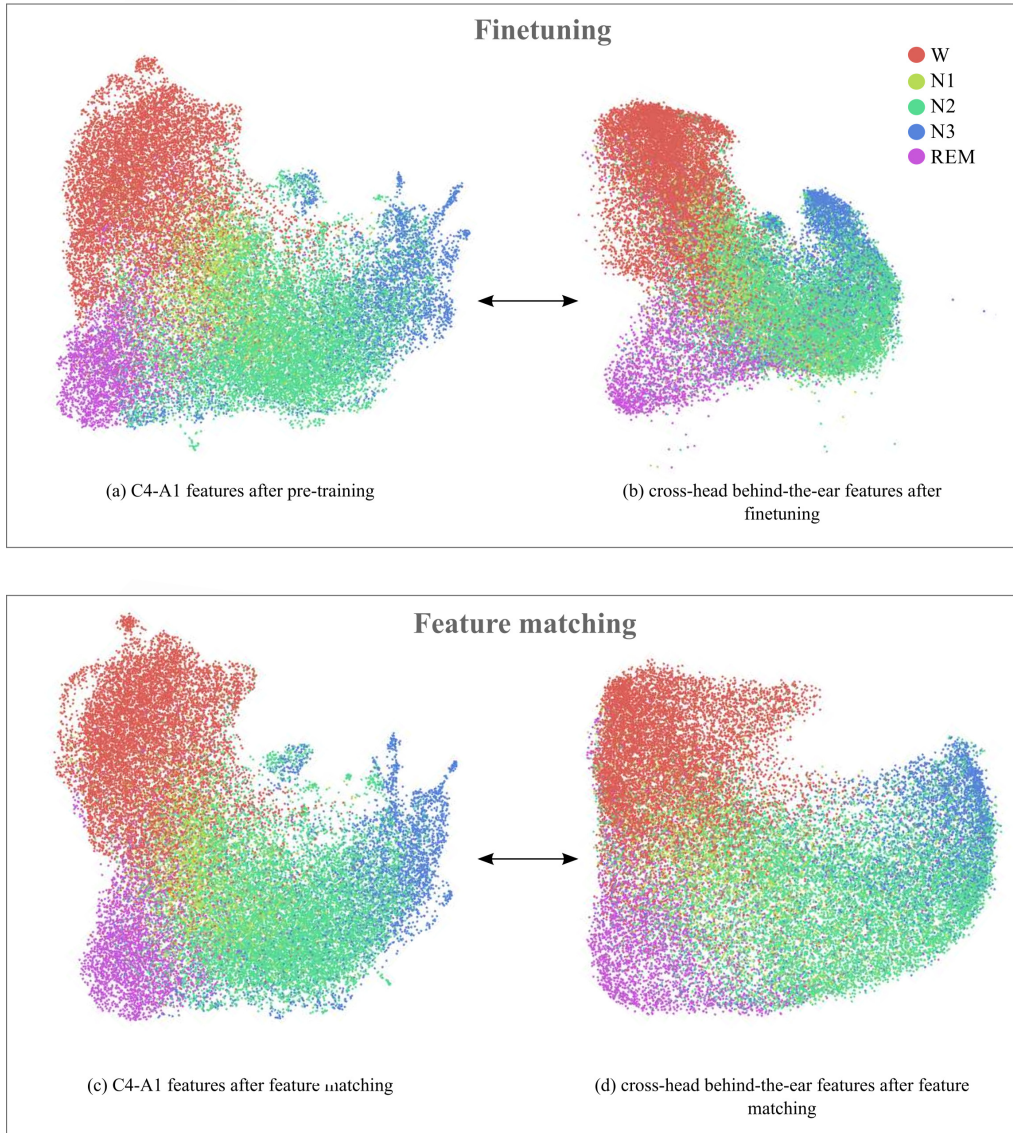 Finetuning
W
N1
N2
N3
REM
(a) C4-A1 features after pre-training
(b) cross-head behind-the-ear features after
finetuning
Feature matching
(c) C4-A1 features after feature matching
(d) cross-head behind-the-ear features after feature
matching